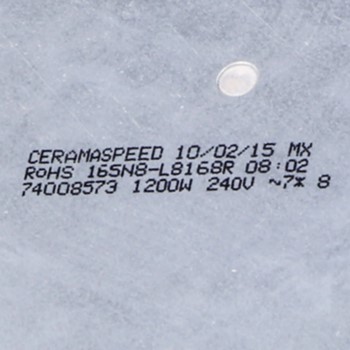 CERAMASPEED 10/02/15 MX
RoHS 165N8-L8168R 08:02
74008573 1200W 240V ~7* 8